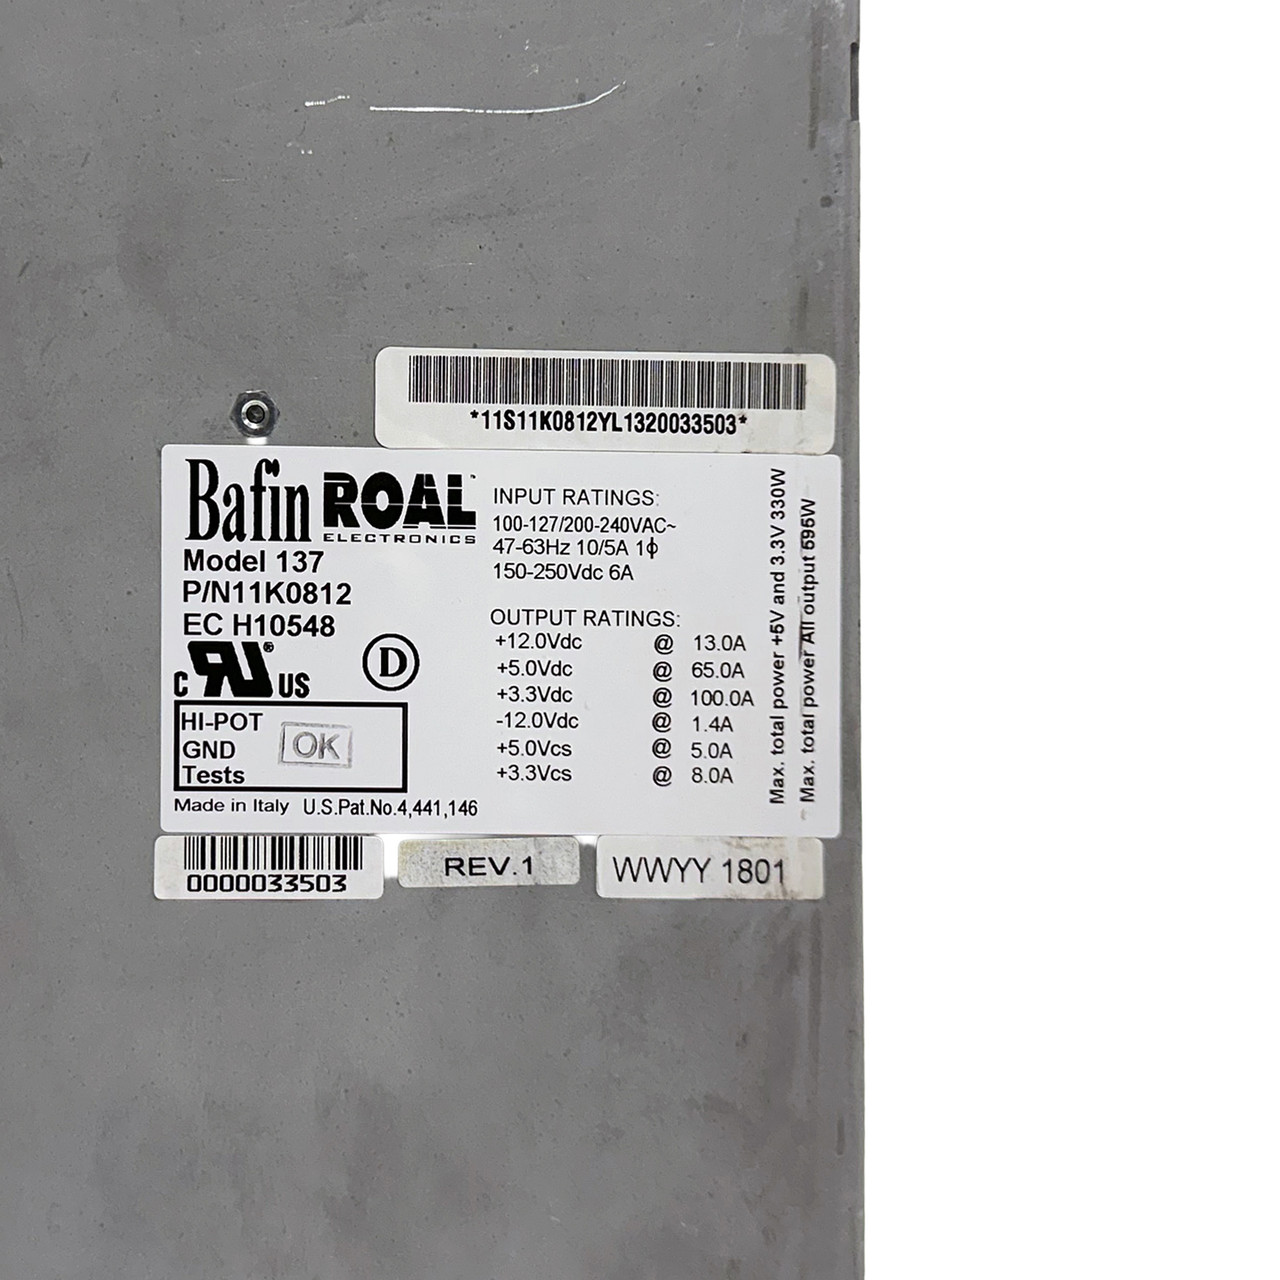 *11S11K0812YL1320033503*
Bafin ROAL™
ELECTRONICS
Model 137
P/N11K0812
EC H10548
C RU® US
D
HI-POT
GND
Tests
OK
Made in Italy U.S.Pat.No.4,441,146
INPUT RATINGS:
100-127/200-240VAC~
47-63Hz 10/5A 1ϕ
150-250Vdc 6A
OUTPUT RATINGS:
+12.0Vdc @ 13.0A
+5.0Vdc @ 65.0A
+3.3Vdc @ 100.0A
-12.0Vdc @ 1.4A
+5.0Vcs @ 5.0A
+3.3Vcs @ 8.0A
Max. total power +5V and 3.3V 330W
Max. total power All output 595W
0000033503
REV.1
WWYY 1801